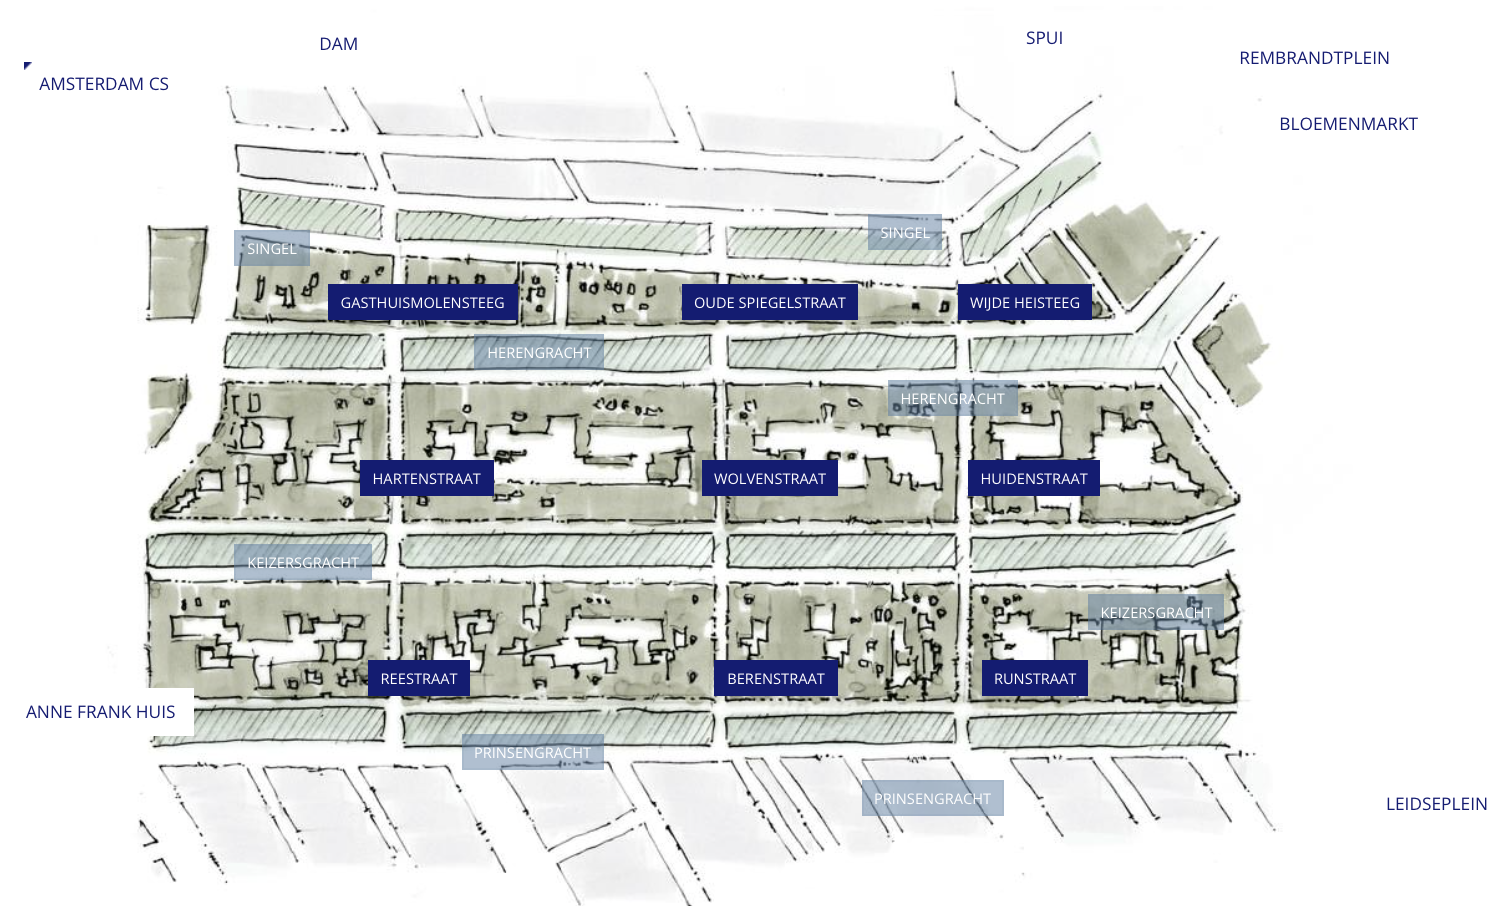 DAM
SPUI
REMBRANDTPLEIN
AMSTERDAM CS
BLOEMENMARKT
SINGEL
SINGEL
GASTHUISMOLENSTEEG
OUDE SPIEGELSTRAAT
WIJDE HEISTEEG
HERENGRACHT
HERENGRACHT
HARTENSTRAAT
WOLVENSTRAAT
HUIDENSTRAAT
KEIZERSGRACHT
KEIZERSGRACHT
REESTRAAT
BERENSTRAAT
RUNSTRAAT
ANNE FRANK HUIS
PRINSENGRACHT
PRINSENGRACHT
LEIDSEPLEIN